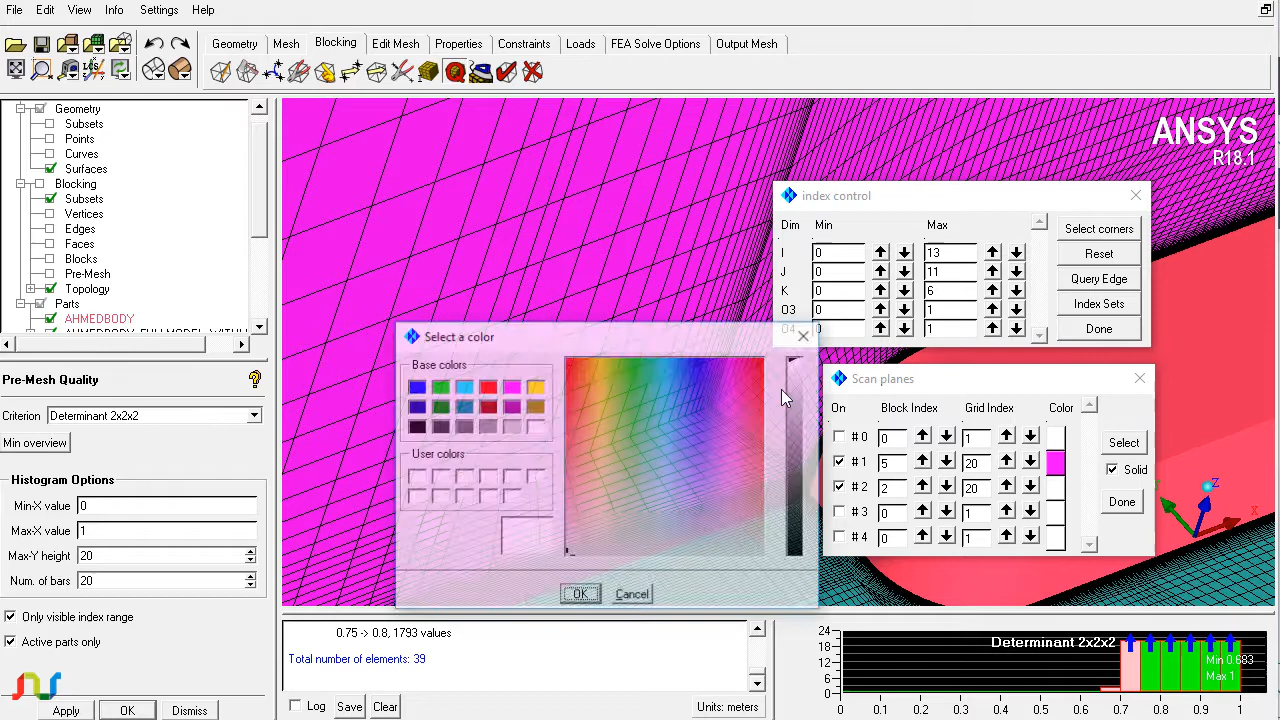 File Edit View Info Settings Help
Geometry Mesh Blocking Edit Mesh Properties Constraints Loads FEA Solve Options Output Mesh
Geometry
Subsets
Points
Curves
Surfaces
Blocking
Subset
Vertices
Edges
Faces
Blocks
Pre-Mesh
Topology
Parts
AHMEDBODY
Pre-Mesh Quality
Criterion Determinant 2x2x2
Min overview
Histogram Options
Min-X value 0
Max-X value 1
Max-Y height 20
Num. of bars 20
Only visible index range
Active parts only
Apply OK Dismiss
ANSYS
R18.1
index control
Dim Min Max
I 0 13
J 0 11
K 0 6
O3 0 1
O4 0 1
Select corners
Reset
Query Edge
Index Sets
Done
Select a color
Base colors
User colors
OK Cancel
Scan planes
On Block Index Grid Index Color
# 0 0 1
# 1 5 20
# 2 2 20
# 3 0 1
# 4 0 1
Select
Solid
Done
Z
Y
X
0.75 -> 0.8, 1793 values
Total number of elements: 39
Log Save Clear Units: meters
Determinant 2x2x2
Min 0.683
Max 1
24
18
12
6
0
0 0.1 0.2 0.3 0.4 0.5 0.6 0.7 0.8 0.9 1